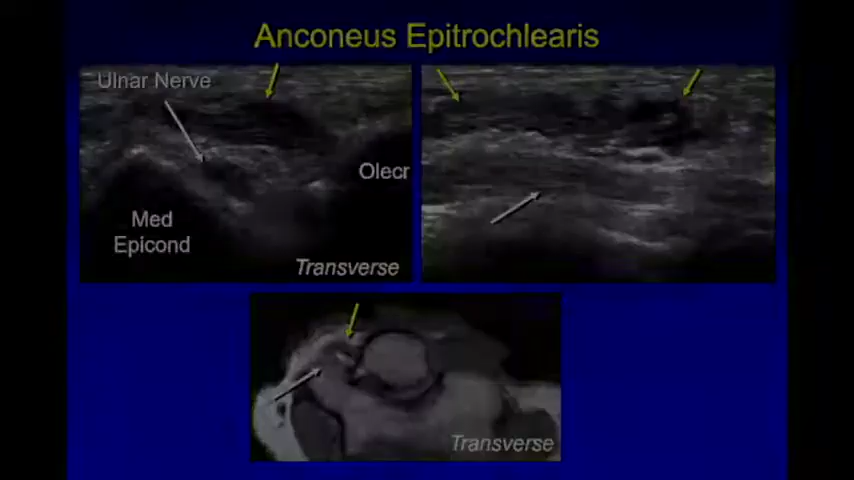 Anconeus Epitrochlearis
Ulnar Nerve
Olecr
Med
Epicond
Transverse
Transverse